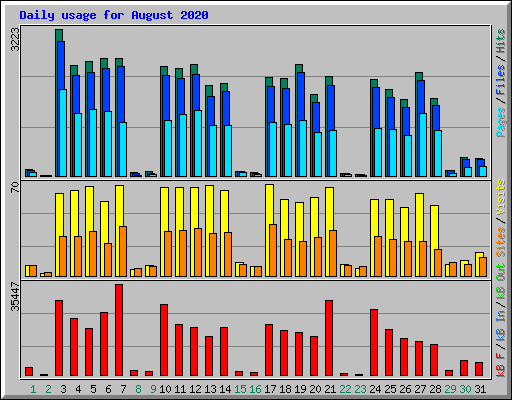 Daily usage for August 2020
3223
70
35447
Pages / Files / Hits
Sites / Visits
kB F / kB In / kB Out
1 2 3 4 5 6 7 8 9 10 11 12 13 14 15 16 17 18 19 20 21 22 23 24 25 26 27 28 29 30 31